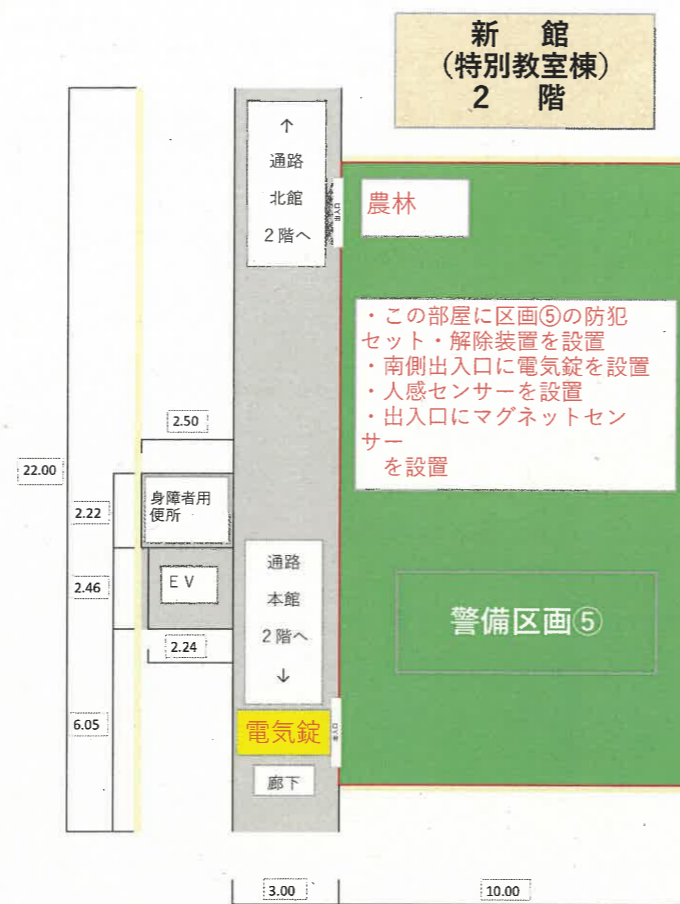 新　館
（特別教室棟）
２　階
↑
通路
北館
２階へ
農林
・この部屋に区画⑤の防犯
セット・解除装置を設置
・南側出入口に電気錠を設置
・人感センサーを設置
・出入口にマグネットセン
サー
を設置
2.50
22.00
身障者用
便所
2.22
ＥＶ
2.46
2.24
通路
本館
２階へ
↓
警備区画⑤
6.05
電気錠
廊下
3.00
10.00